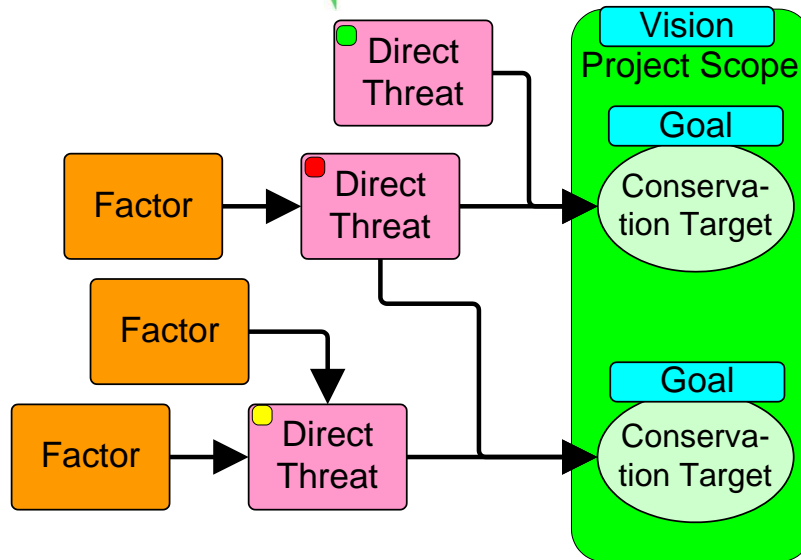 Vision
Project Scope
Direct
Threat
Goal
Conserva-
tion Target
Direct
Threat
Factor
Factor
Goal
Conserva-
tion Target
Direct
Threat
Factor